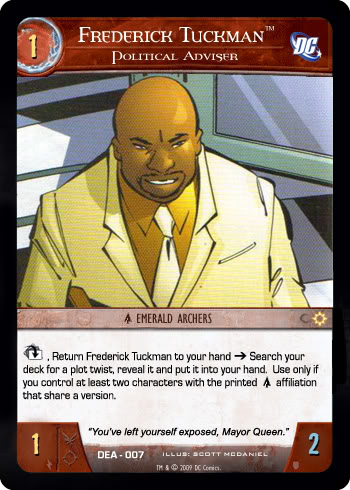 1
FREDERICK TUCKMAN™
POLITICAL ADVISER
DC
EMERALD ARCHERS
, Return Frederick Tuckman to your hand ➔ Search your
deck for a plot twist, reveal it and put it into your hand. Use only if
you control at least two characters with the printed affiliation
that share a version.
"You've left yourself exposed, Mayor Queen."
1
DEA - 007 ILLUS: SCOTT MCDANIEL
2
TM & © 2009 DC Comics.